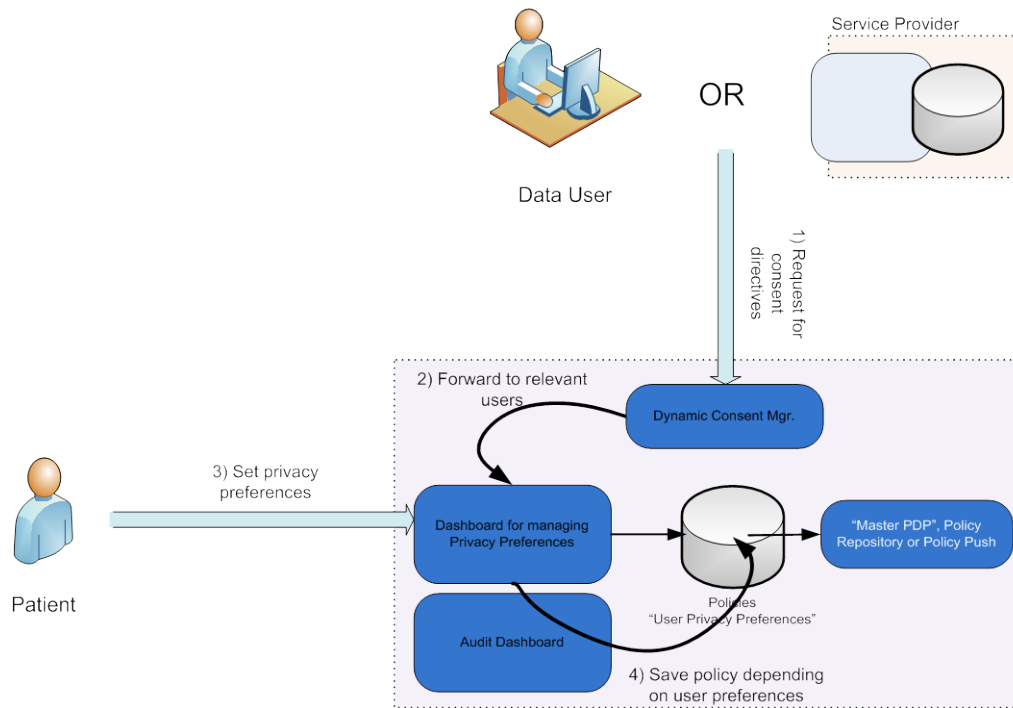 Service Provider
OR
Data User
1) Request for
consent
directives
2) Forward to relevant
users
Dynamic Consent Mgr.
3) Set privacy
preferences
Dashboard for managing
Privacy Preferences
“Master PDP”, Policy
Repository or Policy Push
Patient
Policies
“User Privacy Preferences”
Audit Dashboard
4) Save policy depending
on user preferences